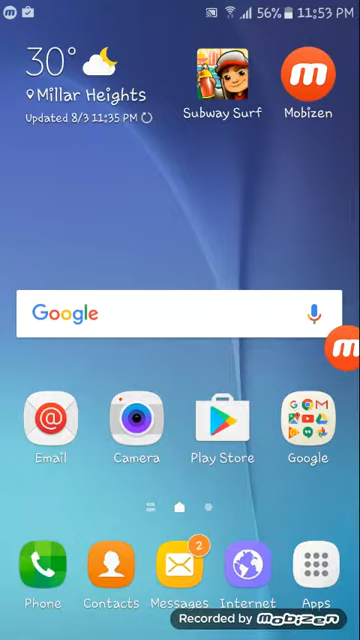 56% 11:53 PM
30°
Millar Heights
Updated 8/3 11:35 PM
Subway Surf
Mobizen
Google
Email
Camera
Play Store
Google
2
Phone
Contacts
Messages
Internet
Apps
Recorded by mobizen